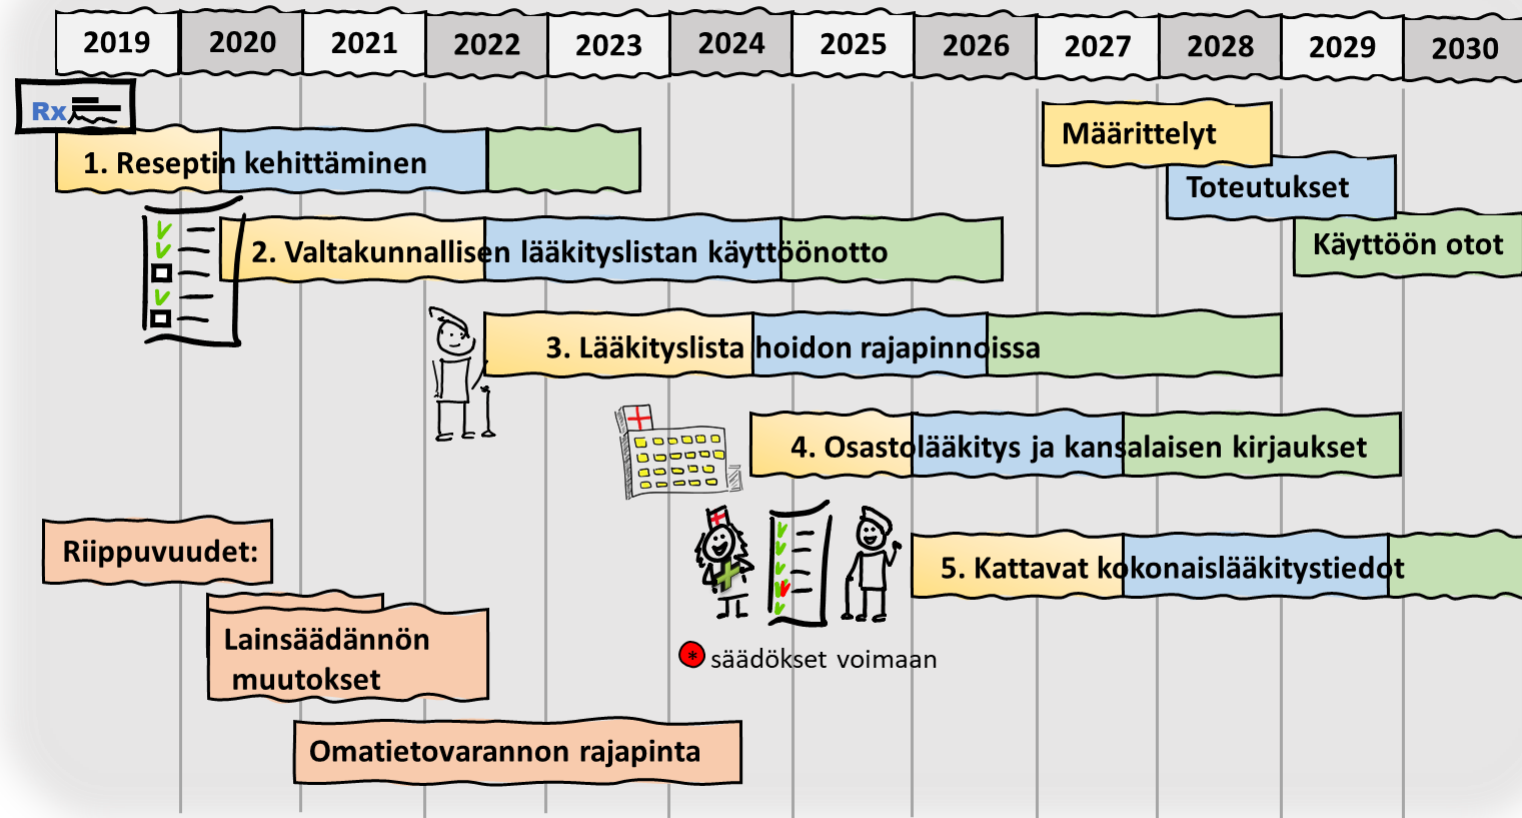 2019 2020 2021 2022 2023 2024 2025 2026 2027 2028 2029 2030
Rx
Määrittelyt
1. Reseptin kehittäminen
Toteutukset
2. Valtakunnallisen lääkityslistan käyttöönotto
Käyttöön otot
3. Lääkityslista hoidon rajapinnoissa
4. Osastolääkitys ja kansalaisen kirjaukset
Riippuvuudet:
5. Kattavat kokonaislääkitystiedot
Lainsäädännön
muutokset
* säädökset voimaan
Omatietovarannon rajapinta